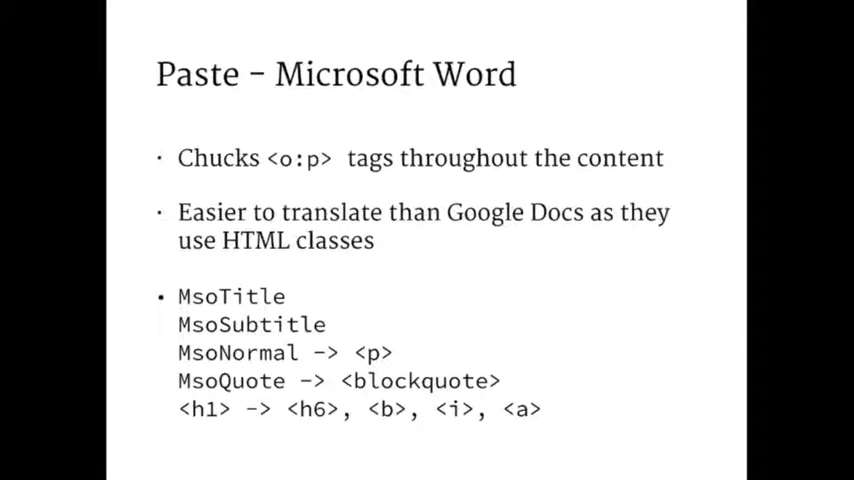 Paste - Microsoft Word
· Chucks <o:p> tags throughout the content
· Easier to translate than Google Docs as they
use HTML classes
· MsoTitle
MsoSubtitle
MsoNormal -> <p>
MsoQuote -> <blockquote>
<h1> -> <h6>, <b>, <i>, <a>